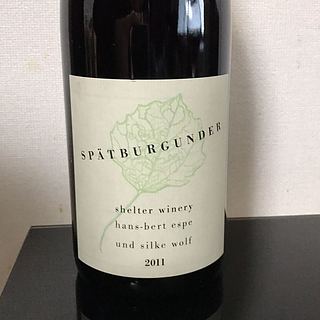 SPÄTBURGUNDER
shelter winery
hans-bert espe
und silke wolf
2011